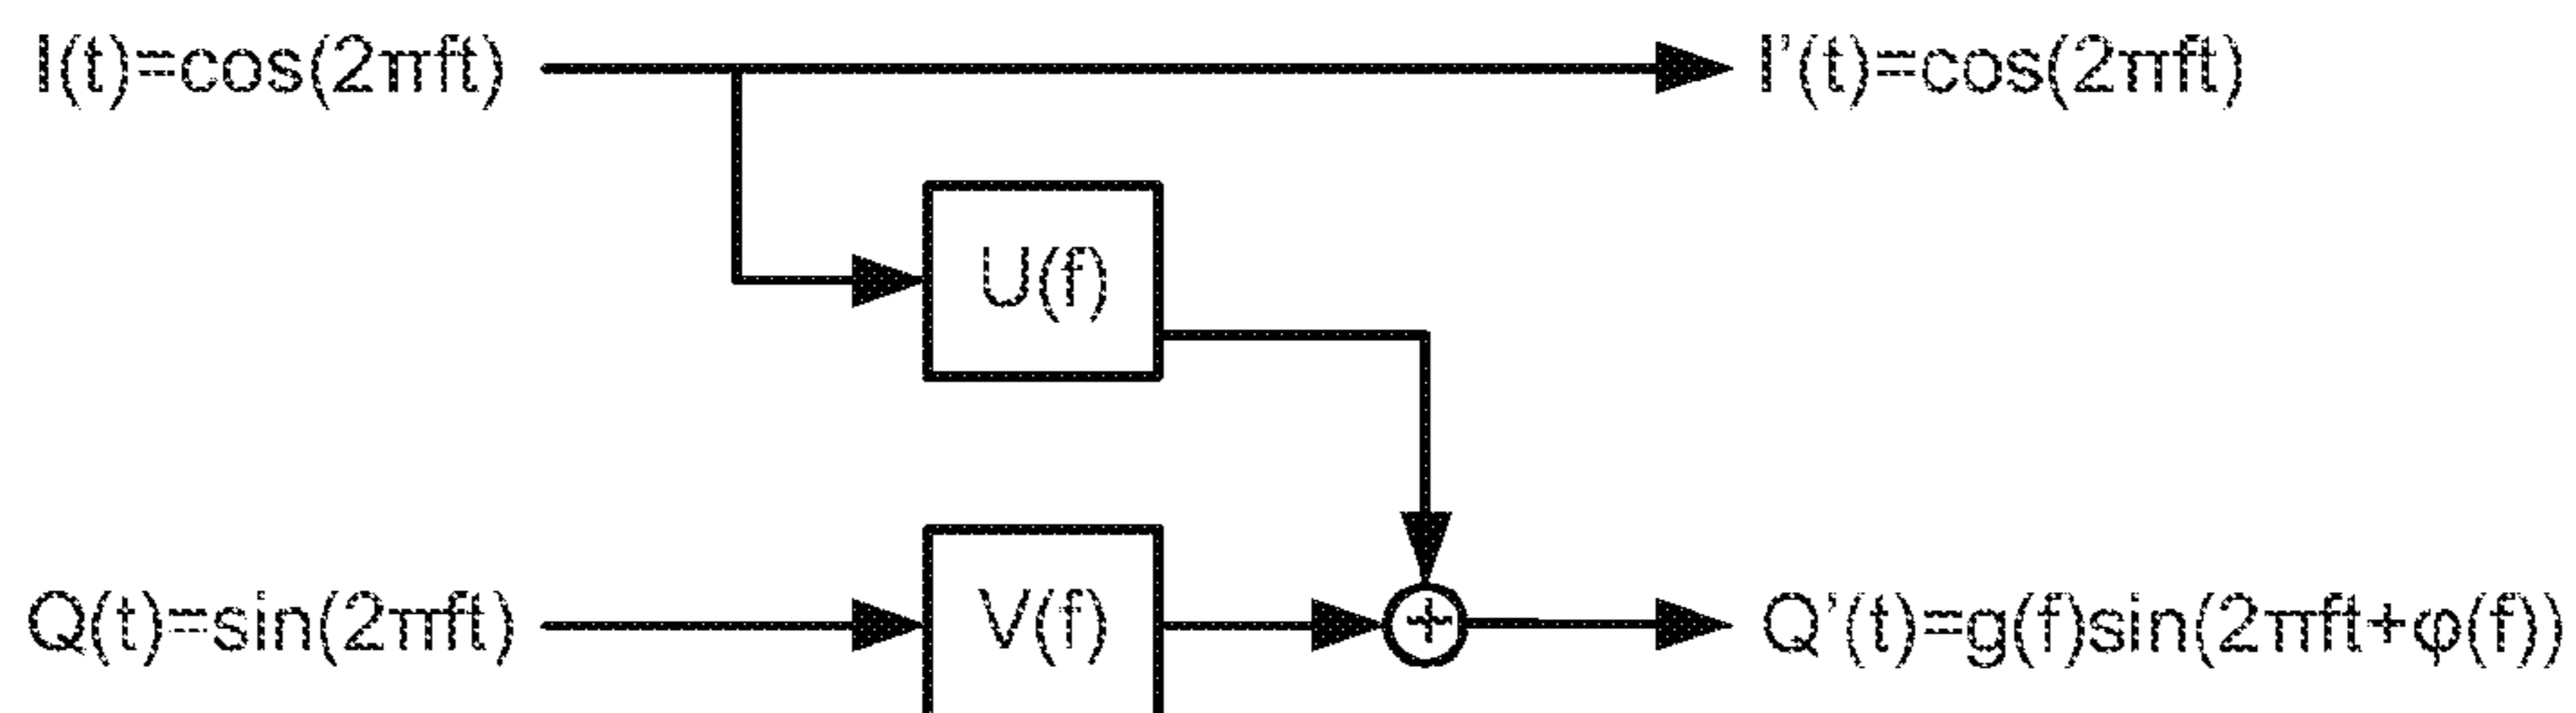 I(t)=cos(2πft)
I’(t)=cos(2πft)
U(f)
Q(t)=sin(2πft)
V(f)
+
Q’(t)=g(f)sin(2πft+φ(f))